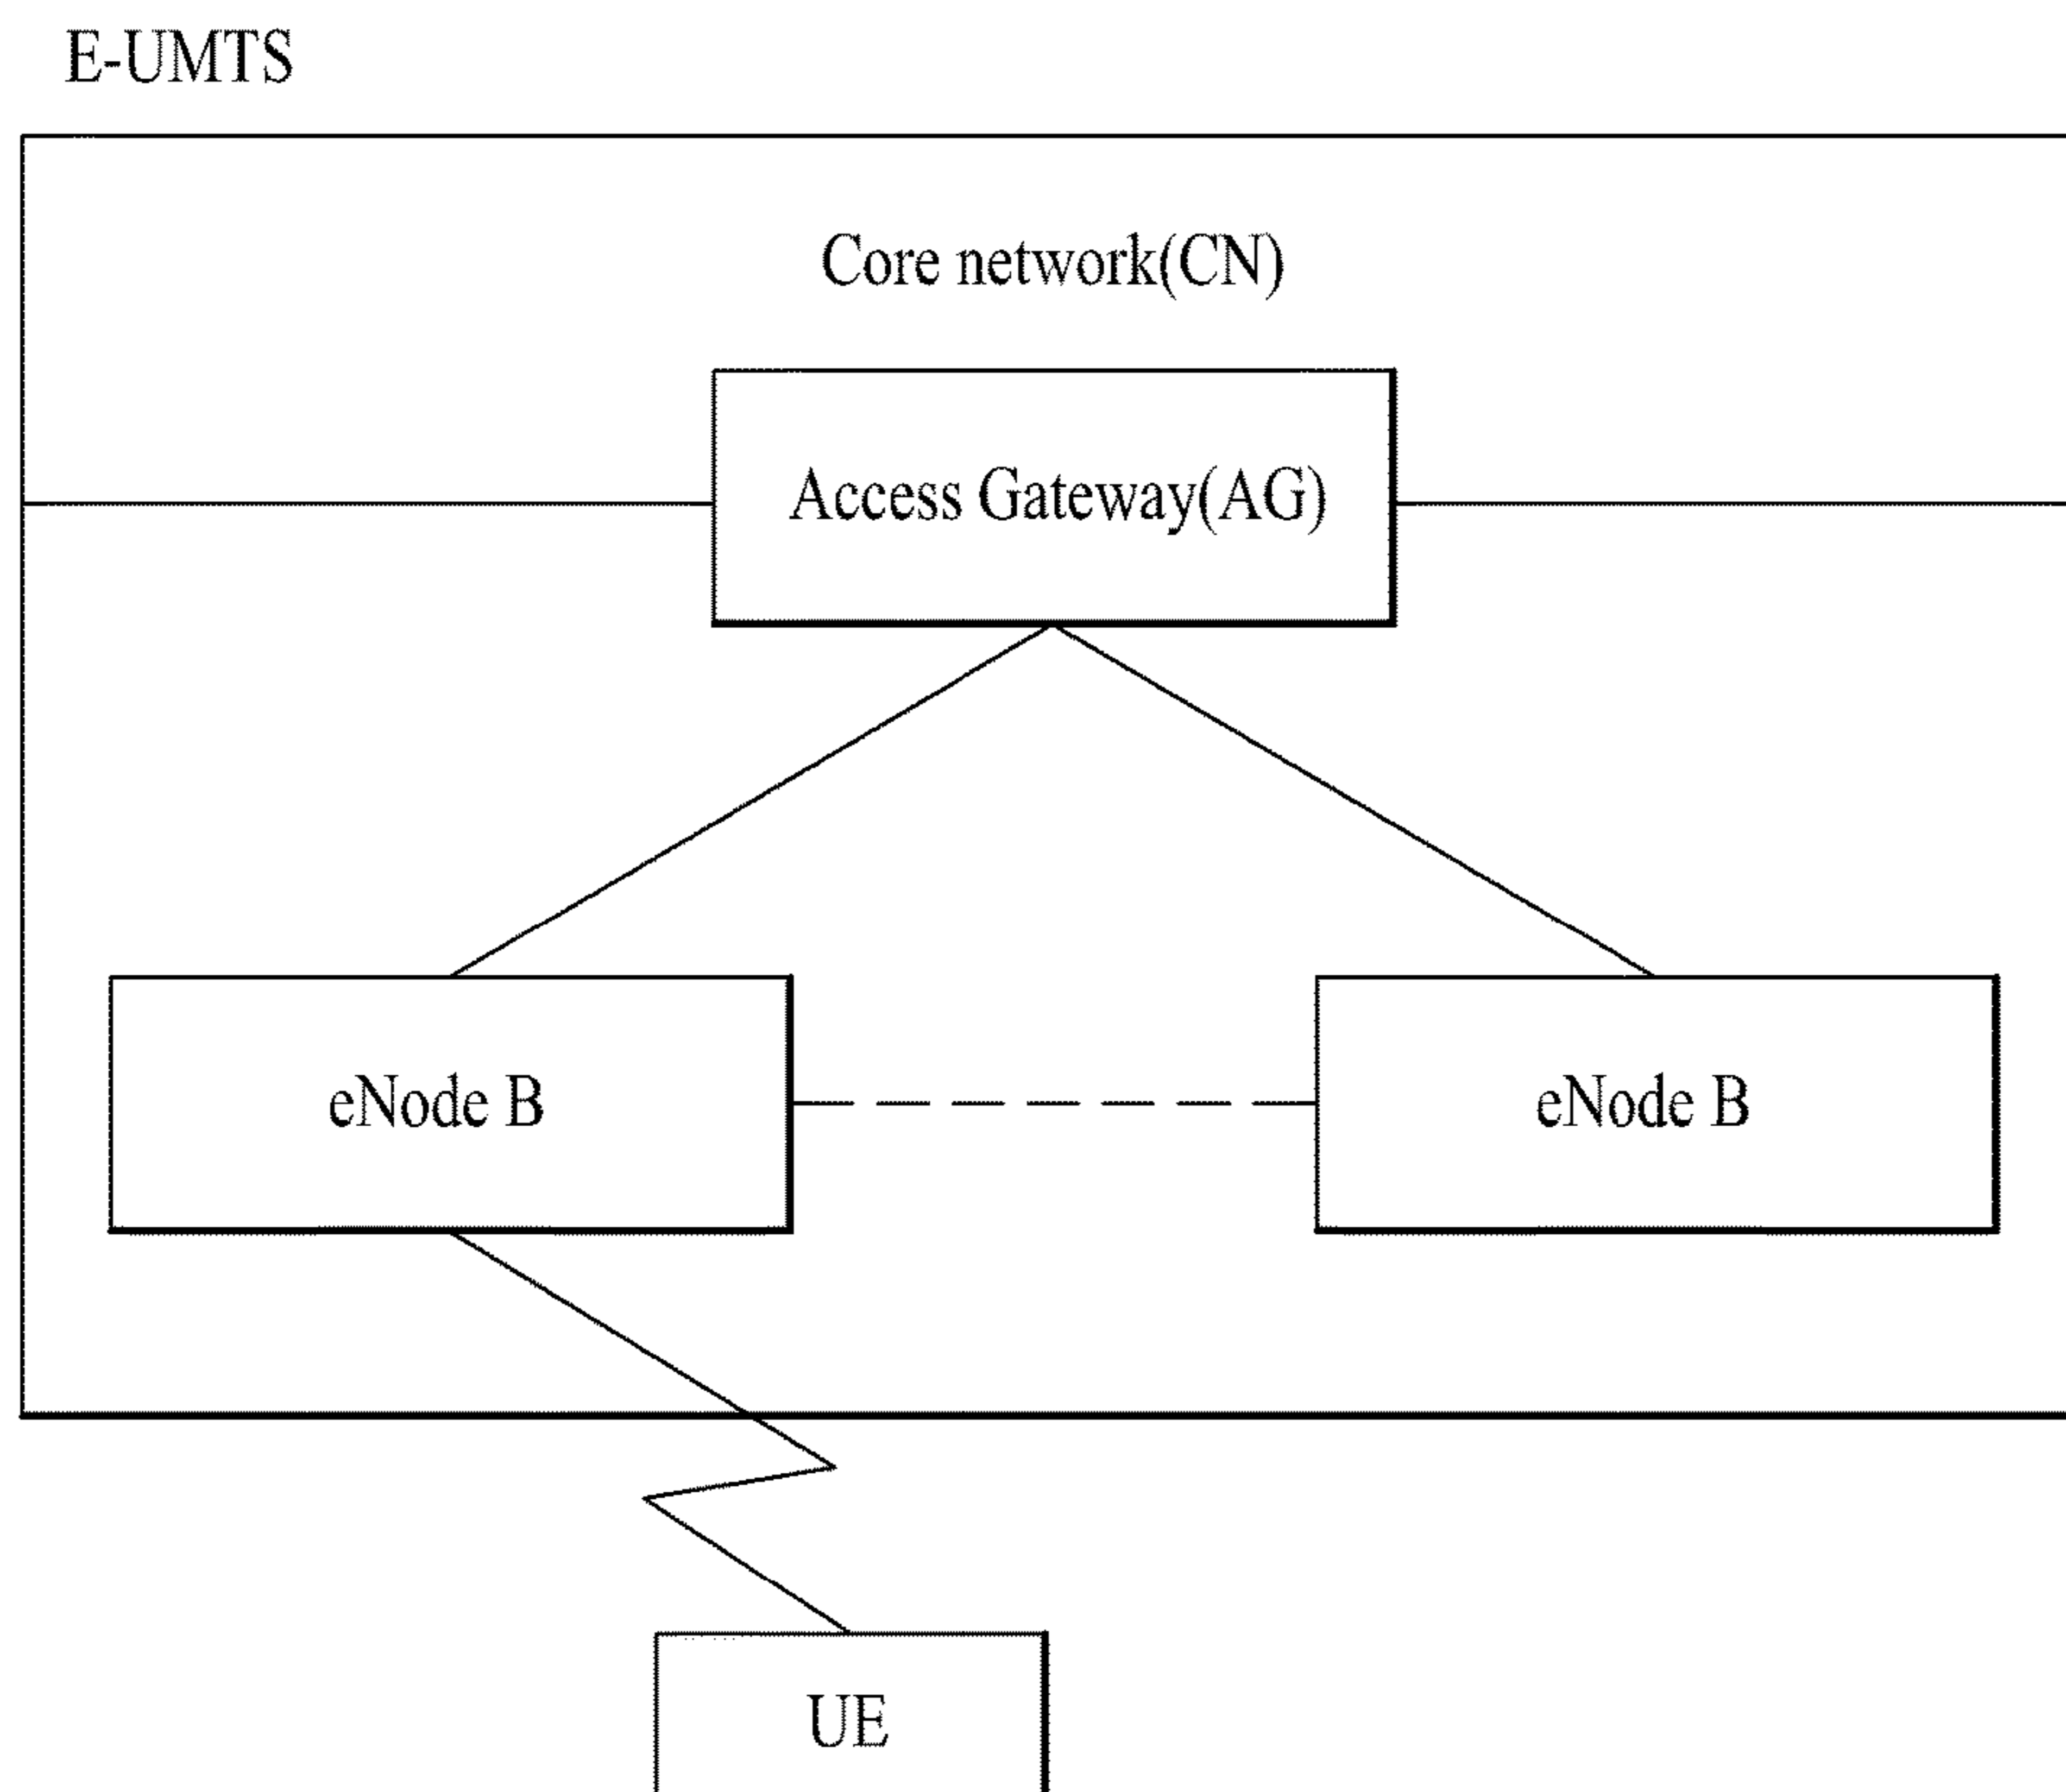 E-UMTS
Core network(CN)
Access Gateway(AG)
eNode B
eNode B
UE